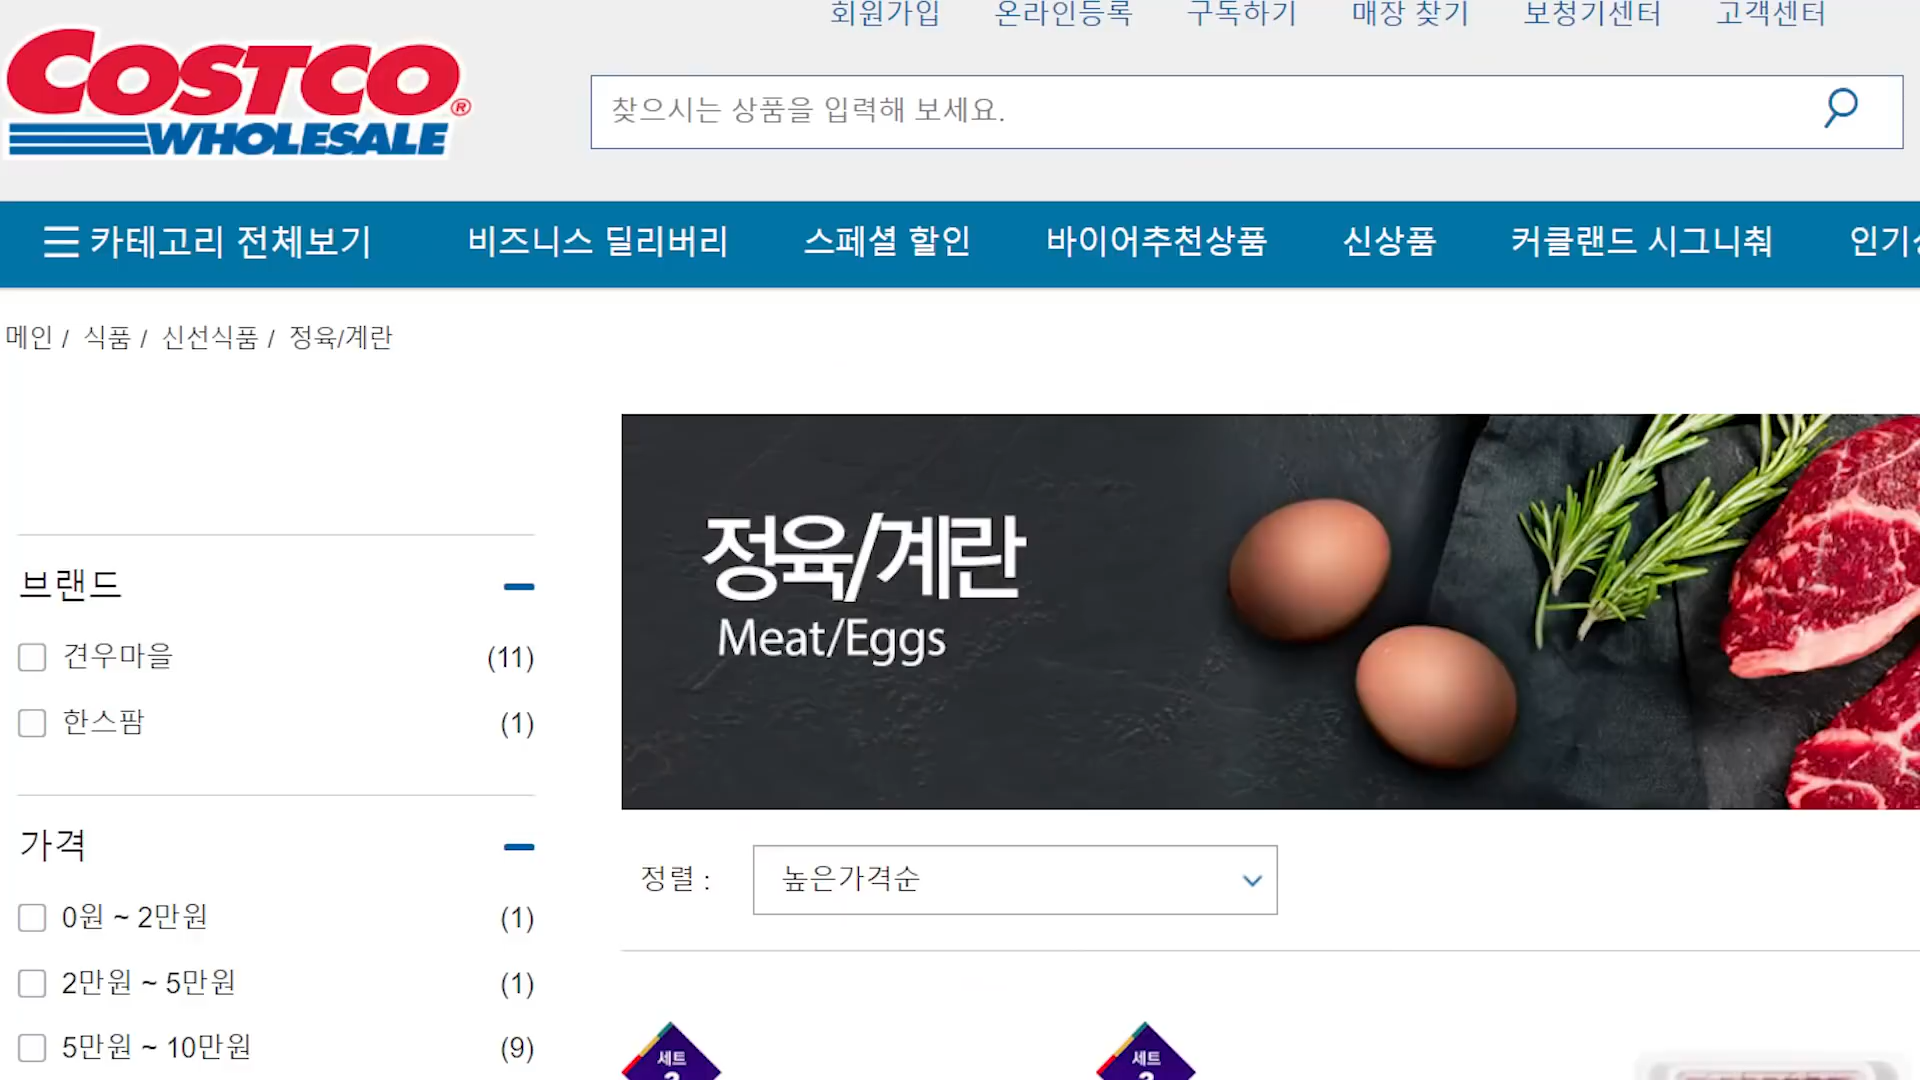 회원가입 온라인등록 구독하기 매장 찾기 보청기센터 고객센터
COSTCO®
WHOLESALE
찾으시는 상품을 입력해 보세요.
카테고리 전체보기 비즈니스 딜리버리 스페셜 할인 바이어추천상품 신상품 커클랜드 시그니춰 인기
메인 / 식품 / 신선식품 / 정육/계란
정육/계란
Meat/Eggs
브랜드
견우마을 (11)
한스팜 (1)
가격
0원 ~ 2만원 (1)
2만원 ~ 5만원 (1)
5만원 ~ 10만원 (9)
정렬 : 높은가격순
세트
세트